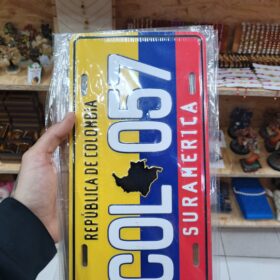 REPÚBLICA DE COLOMBIA
COL 057
SURAMERICA